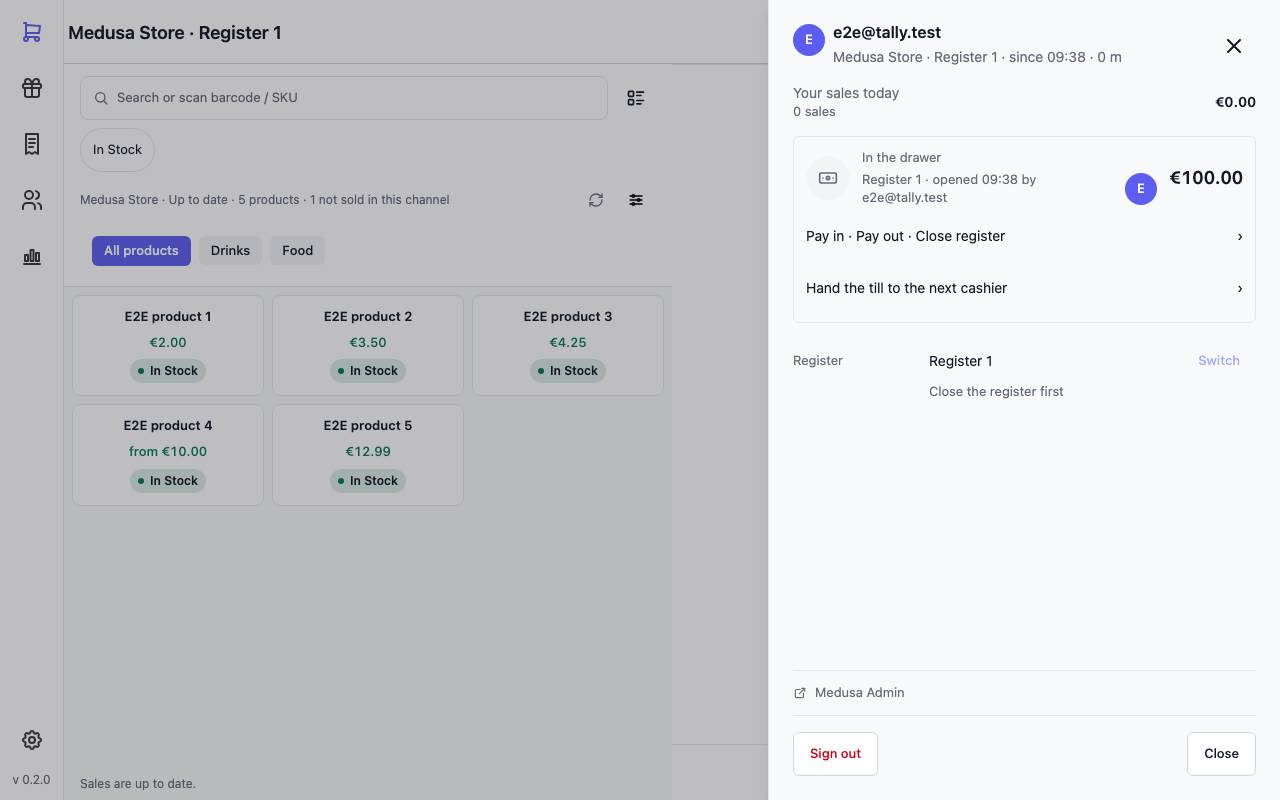 Medusa Store · Register 1
Search or scan barcode / SKU
In Stock
Medusa Store · Up to date · 5 products · 1 not sold in this channel
All products
Drinks
Food
E2E product 1
€2.00
In Stock
E2E product 2
€3.50
In Stock
E2E product 3
€4.25
In Stock
E2E product 4
from €10.00
In Stock
E2E product 5
€12.99
In Stock
v 0.2.0
Sales are up to date.
E
e2e@tally.test
Medusa Store · Register 1 · since 09:38 · 0 m
Your sales today
0 sales
€0.00
In the drawer
Register 1 · opened 09:38 by
e2e@tally.test
E
€100.00
Pay in · Pay out · Close register ›
Hand the till to the next cashier ›
Register
Register 1
Switch
Close the register first
Medusa Admin
Sign out
Close